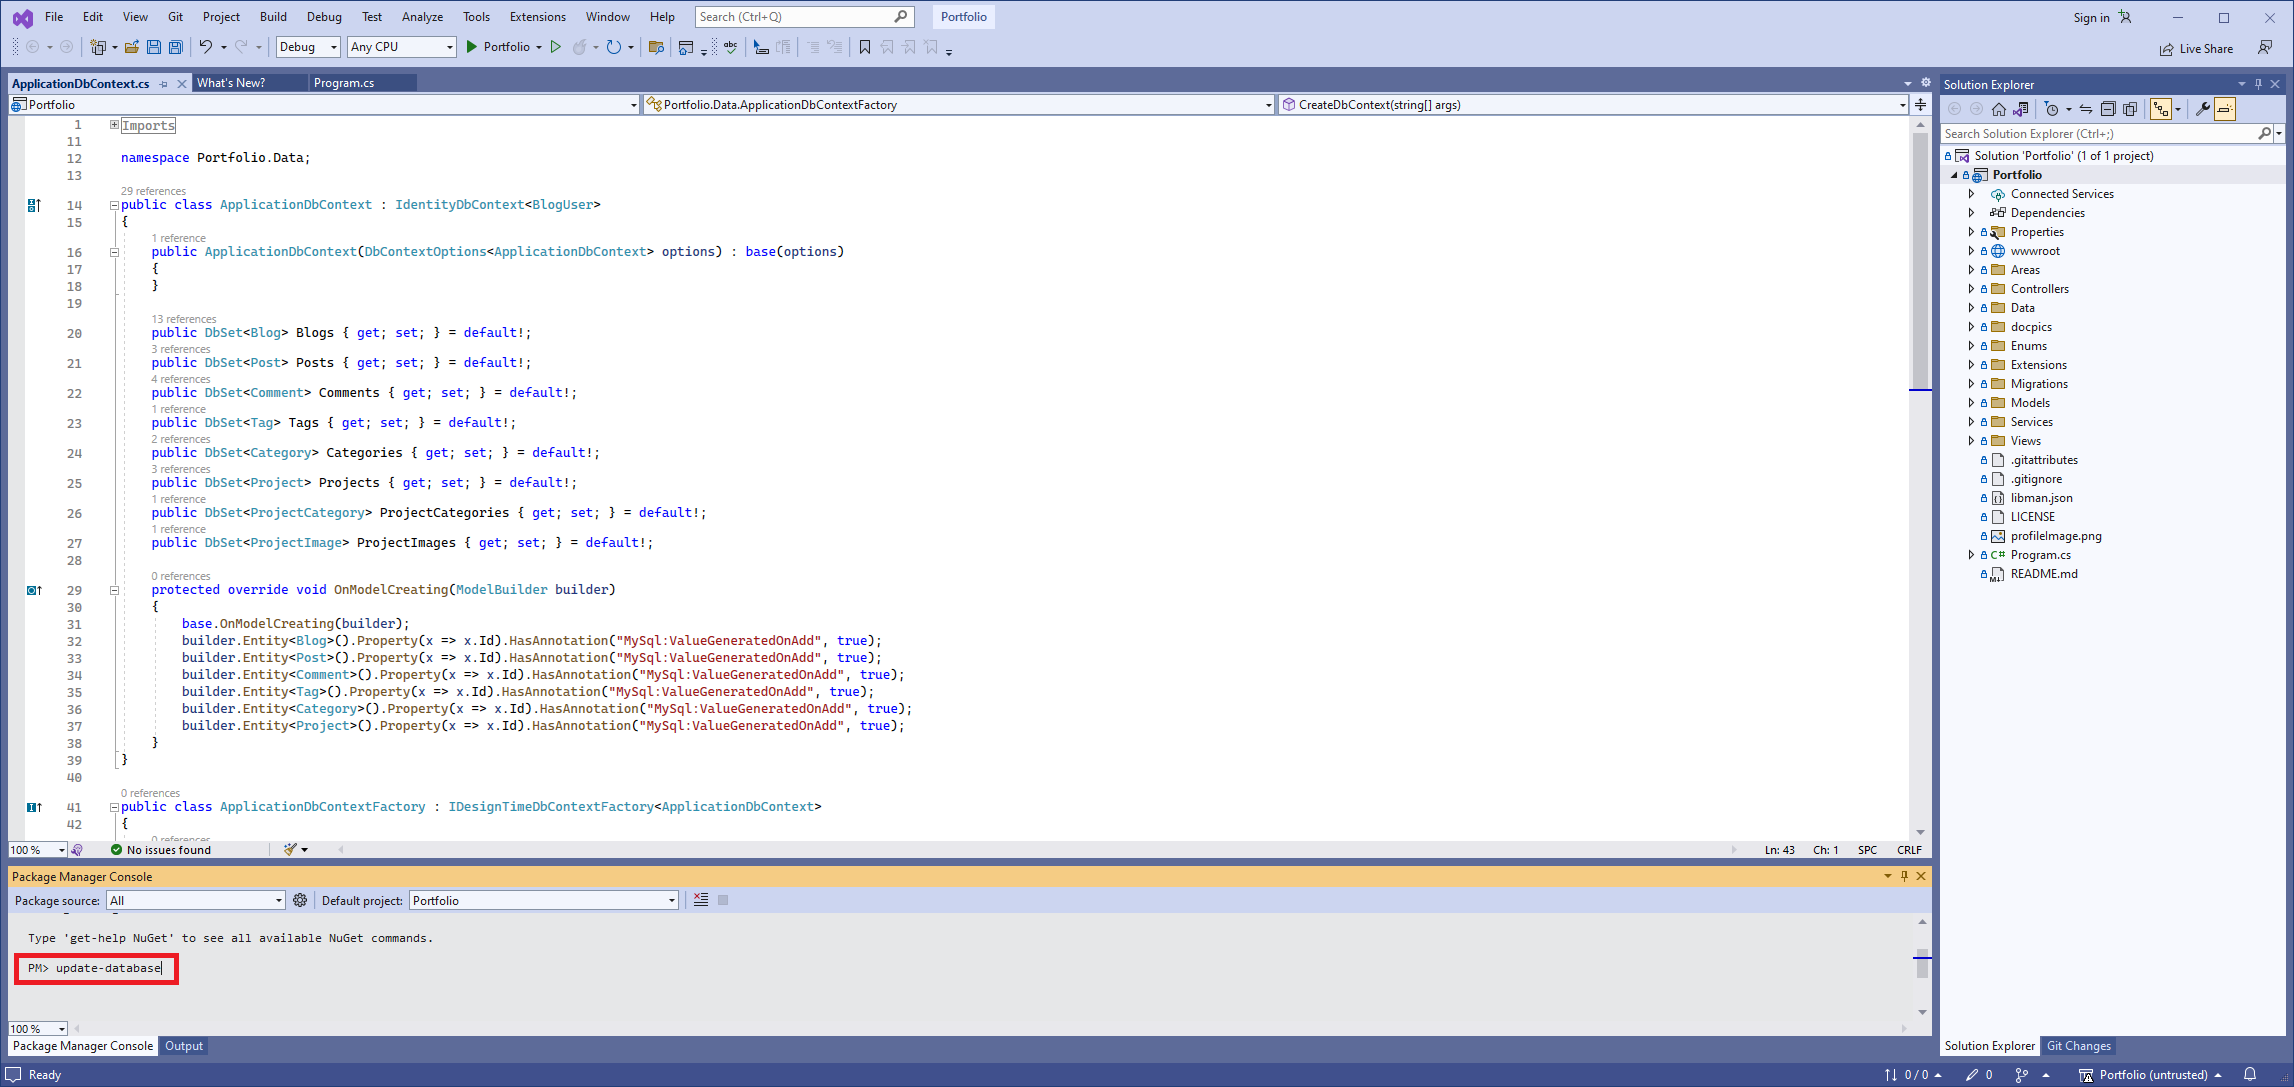 File Edit View Git Project Build Debug Test Analyze Tools Extensions Window Help Search (Ctrl+Q) Portfolio Sign in
Debug Any CPU Portfolio Live Share
ApplicationDbContext.cs What's New? Program.cs
Portfolio Portfolio.Data.ApplicationDbContextFactory CreateDbContext(string[] args)
1 Imports
11
12 namespace Portfolio.Data;
13
29 references
14 public class ApplicationDbContext : IdentityDbContext<BlogUser>
15 {
1 reference
16 public ApplicationDbContext(DbContextOptions<ApplicationDbContext> options) : base(options)
17 {
18 }
19
13 references
20 public DbSet<Blog> Blogs { get; set; } = default!;
3 references
21 public DbSet<Post> Posts { get; set; } = default!;
4 references
22 public DbSet<Comment> Comments { get; set; } = default!;
1 reference
23 public DbSet<Tag> Tags { get; set; } = default!;
2 references
24 public DbSet<Category> Categories { get; set; } = default!;
3 references
25 public DbSet<Project> Projects { get; set; } = default!;
1 reference
26 public DbSet<ProjectCategory> ProjectCategories { get; set; } = default!;
1 reference
27 public DbSet<ProjectImage> ProjectImages { get; set; } = default!;
28
0 references
29 protected override void OnModelCreating(ModelBuilder builder)
30 {
31 base.OnModelCreating(builder);
32 builder.Entity<Blog>().Property(x => x.Id).HasAnnotation("MySql:ValueGeneratedOnAdd", true);
33 builder.Entity<Post>().Property(x => x.Id).HasAnnotation("MySql:ValueGeneratedOnAdd", true);
34 builder.Entity<Comment>().Property(x => x.Id).HasAnnotation("MySql:ValueGeneratedOnAdd", true);
35 builder.Entity<Tag>().Property(x => x.Id).HasAnnotation("MySql:ValueGeneratedOnAdd", true);
36 builder.Entity<Category>().Property(x => x.Id).HasAnnotation("MySql:ValueGeneratedOnAdd", true);
37 builder.Entity<Project>().Property(x => x.Id).HasAnnotation("MySql:ValueGeneratedOnAdd", true);
38 }
39 }
40
0 references
41 public class ApplicationDbContextFactory : IDesignTimeDbContextFactory<ApplicationDbContext>
42 {
0 references
100 % No issues found Ln: 43 Ch: 1 SPC CRLF
Package Manager Console
Package source: All Default project: Portfolio
Type 'get-help NuGet' to see all available NuGet commands.
PM> update-database
100 %
Package Manager Console Output
Solution Explorer
Search Solution Explorer (Ctrl+;)
Solution 'Portfolio' (1 of 1 project)
Portfolio
Connected Services
Dependencies
Properties
wwwroot
Areas
Controllers
Data
docpics
Enums
Extensions
Migrations
Models
Services
Views
.gitattributes
.gitignore
libman.json
LICENSE
profileImage.png
C# Program.cs
README.md
Solution Explorer Git Changes
Ready 0 / 0 0 Portfolio (untrusted)